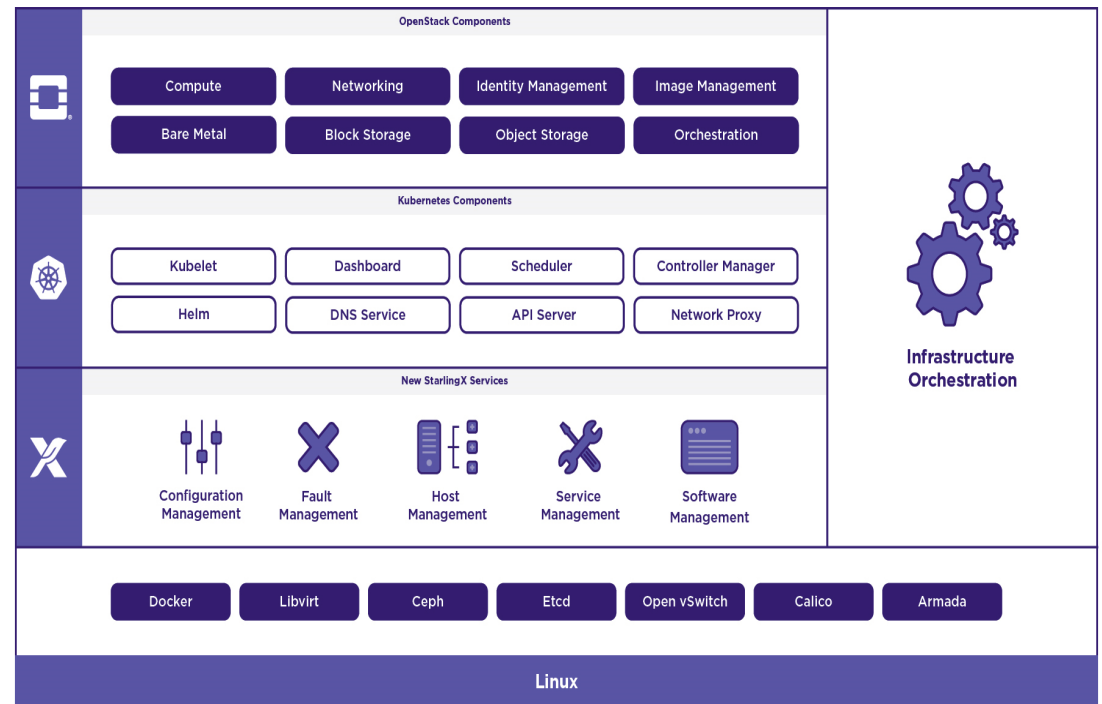 OpenStack Components
Compute
Networking
Identity Management
Image Management
Bare Metal
Block Storage
Object Storage
Orchestration
Kubernetes Components
Kubelet
Dashboard
Scheduler
Controller Manager
Helm
DNS Service
API Server
Network Proxy
New StarlingX Services
Configuration
Management
Fault
Management
Host
Management
Service
Management
Software
Management
Infrastructure
Orchestration
Docker
Libvirt
Ceph
Etcd
Open vSwitch
Calico
Armada
Linux